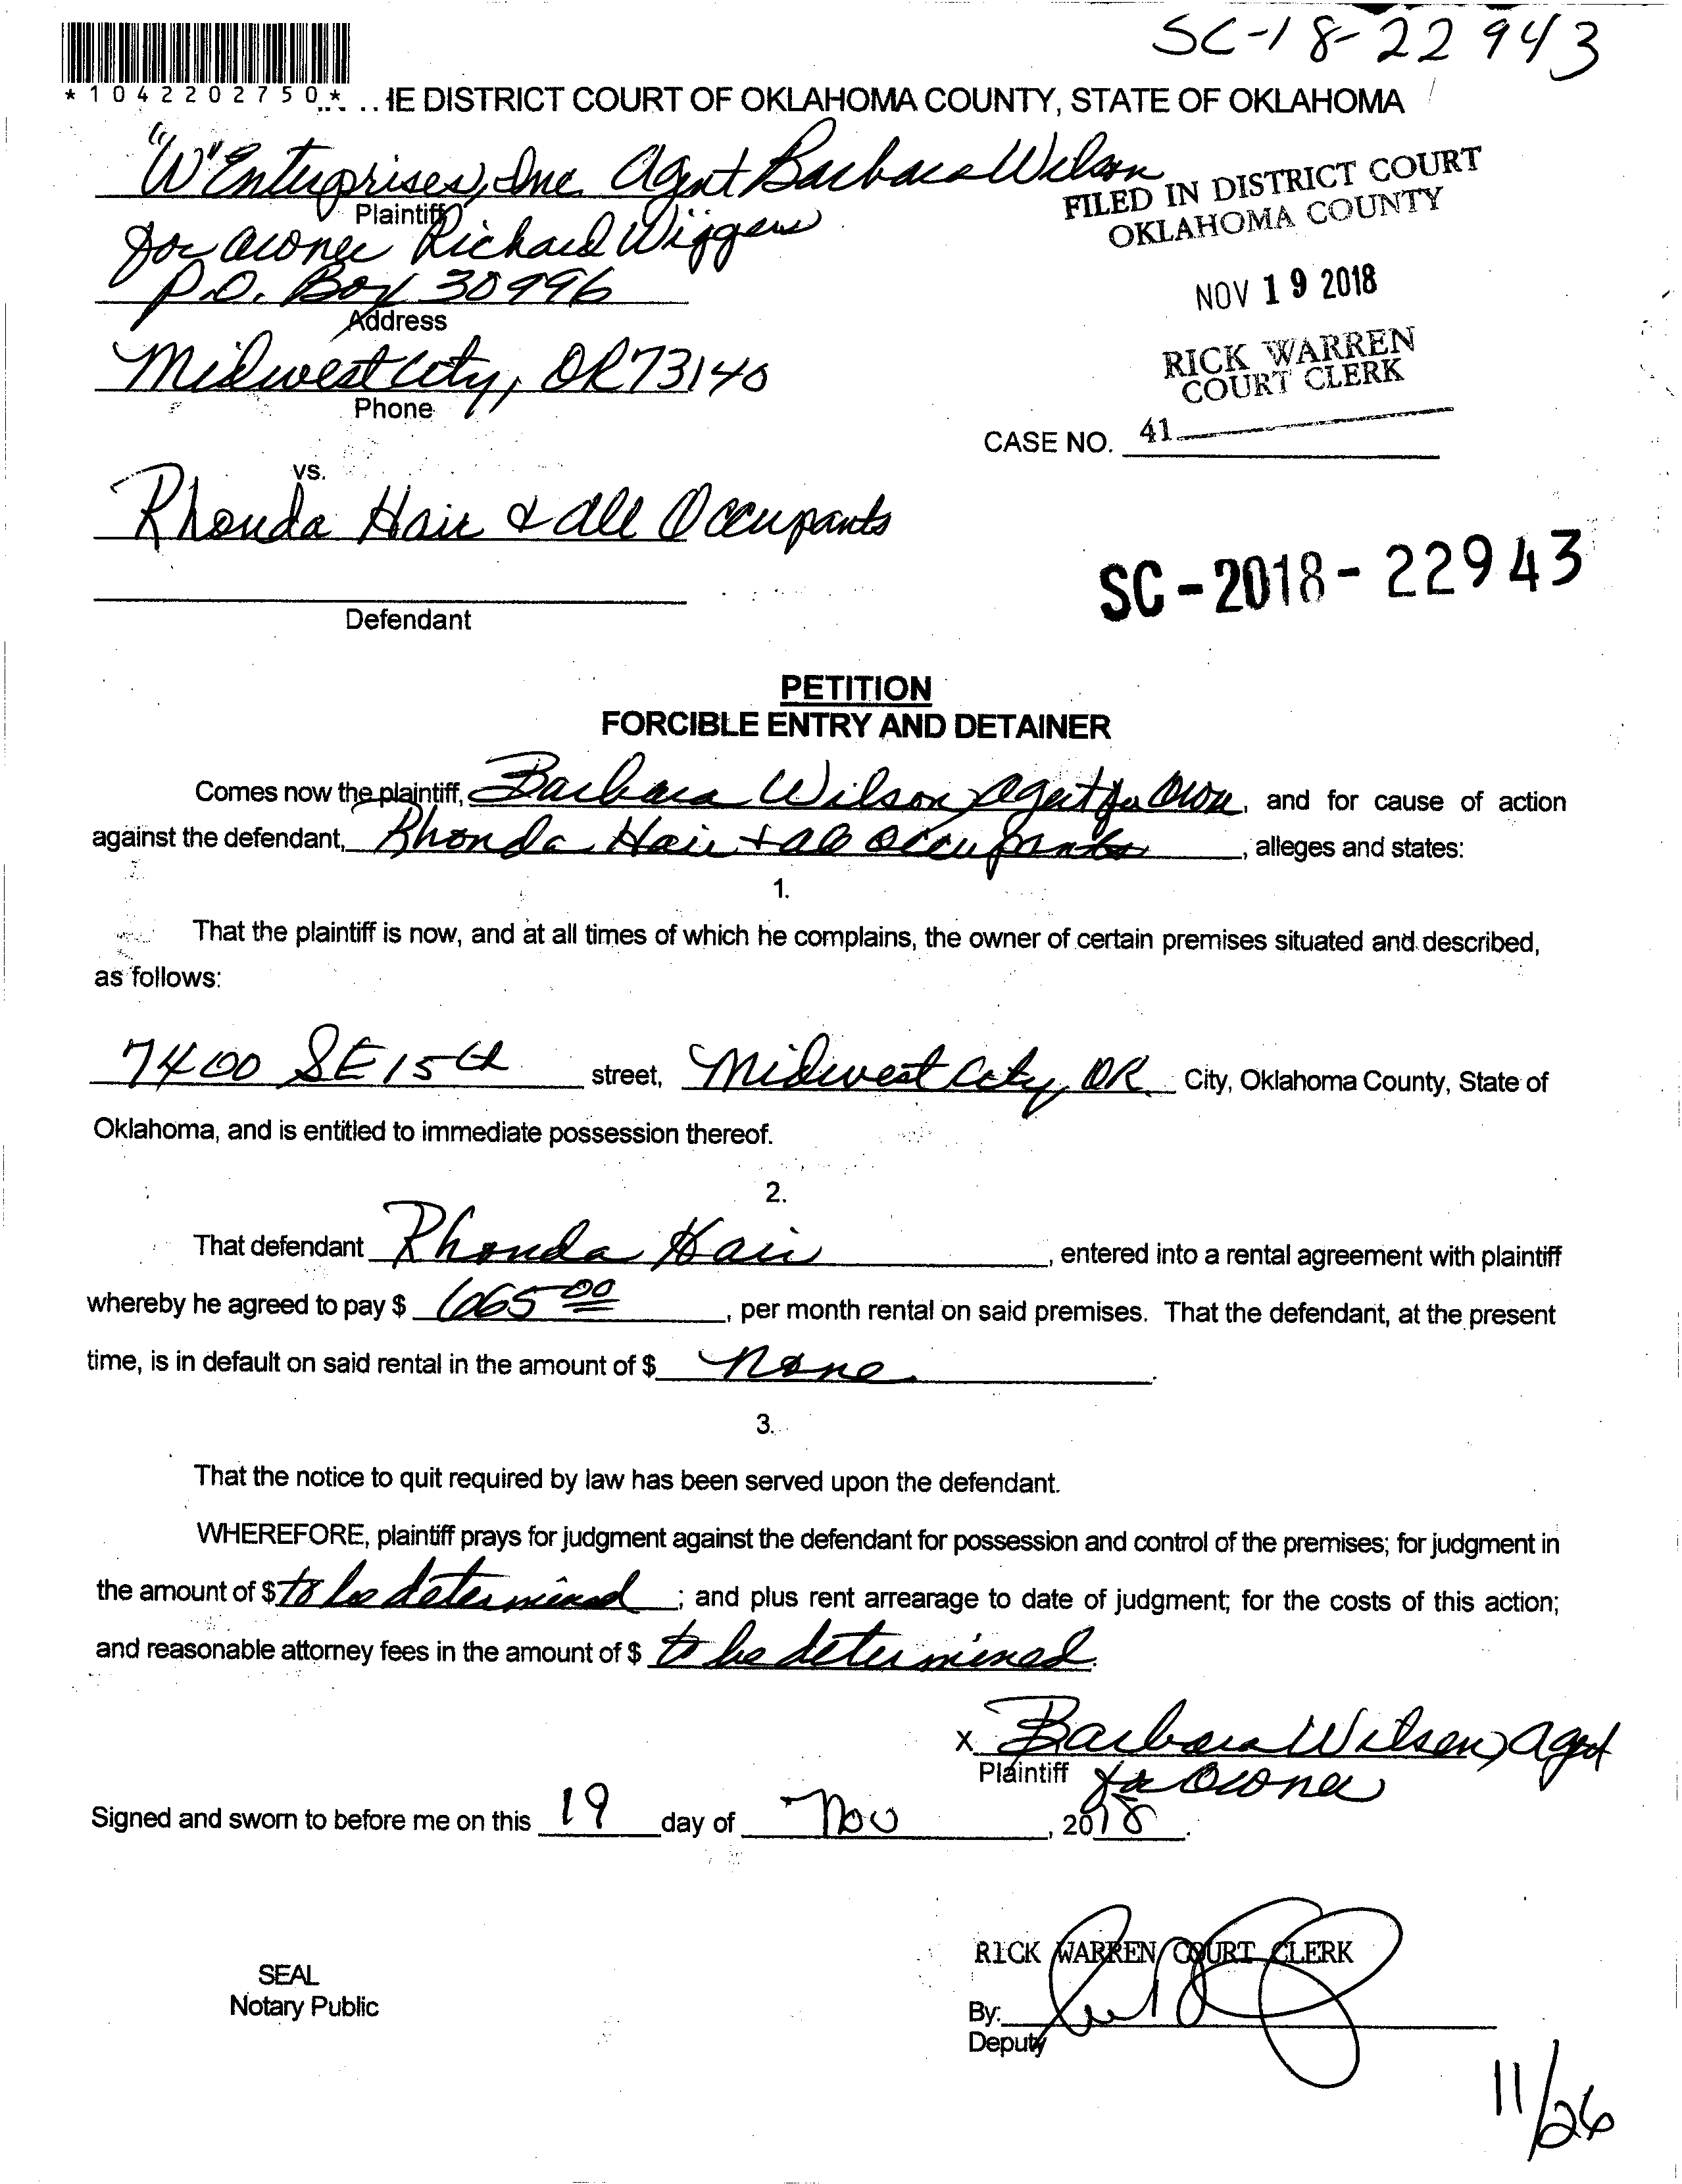 SC-18-22943
*1042202750*
HE DISTRICT COURT OF OKLAHOMA COUNTY, STATE OF OKLAHOMA
"W" Enterprises, Inc. Agent Barbara Wilson
Plaintiff
for owner Richard Wiggers
P.O. Box 30996
Address
Midwest City, OK 73140
Phone
FILED IN DISTRICT COURT
OKLAHOMA COUNTY
NOV 19 2018
RICK WARREN
COURT CLERK
CASE NO. 41
vs.
Rhonda Hair & all Occupants
SC-2018-22943
Defendant
PETITION
FORCIBLE ENTRY AND DETAINER
Comes now the plaintiff, Barbara Wilson, agent for Own, and for cause of action
against the defendant, Rhonda Hair + all occupants, alleges and states:
1.
That the plaintiff is now, and at all times of which he complains, the owner of certain premises situated and described,
as follows:
7400 SE 15th street, Midwest City, OK City, Oklahoma County, State of
Oklahoma, and is entitled to immediate possession thereof.
2.
That defendant Rhonda Hair, entered into a rental agreement with plaintiff
whereby he agreed to pay $ 665 00, per month rental on said premises. That the defendant, at the present
time, is in default on said rental in the amount of $ none.
3.
That the notice to quit required by law has been served upon the defendant.
WHEREFORE, plaintiff prays for judgment against the defendant for possession and control of the premises; for judgment in
the amount of $ to be determined; and plus rent arrearage to date of judgment; for the costs of this action;
and reasonable attorney fees in the amount of $ to be determined.
x Barbara Wilson, agent
Plaintiff for owner
Signed and sworn to before me on this 19 day of Nov, 2018.
RICK WARREN COURT CLERK
SEAL
Notary Public
By:
Deputy
11/26